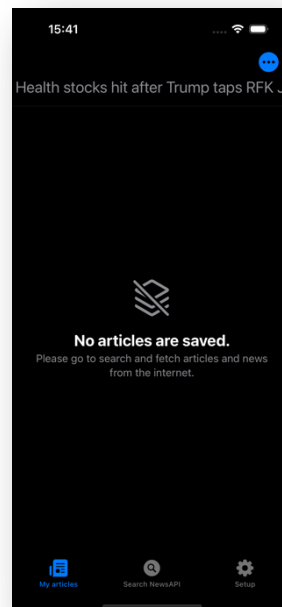 15:41
Health stocks hit after Trump taps RFK J
No articles are saved.
Please go to search and fetch articles and news
from the internet.
My articles
Search NewsAPI
Setup